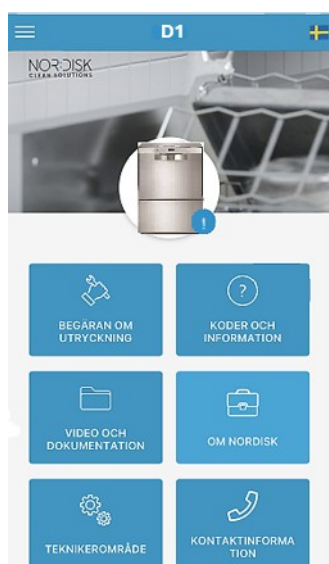 D1
NORDISK
CLEAN SOLUTIONS
BEGÄRAN OM
UTRYCKNING
?
KODER OCH
INFORMATION
VIDEO OCH
DOKUMENTATION
OM NORDISK
TEKNIKEROMRÅDE
KONTAKTINFORMA
TION